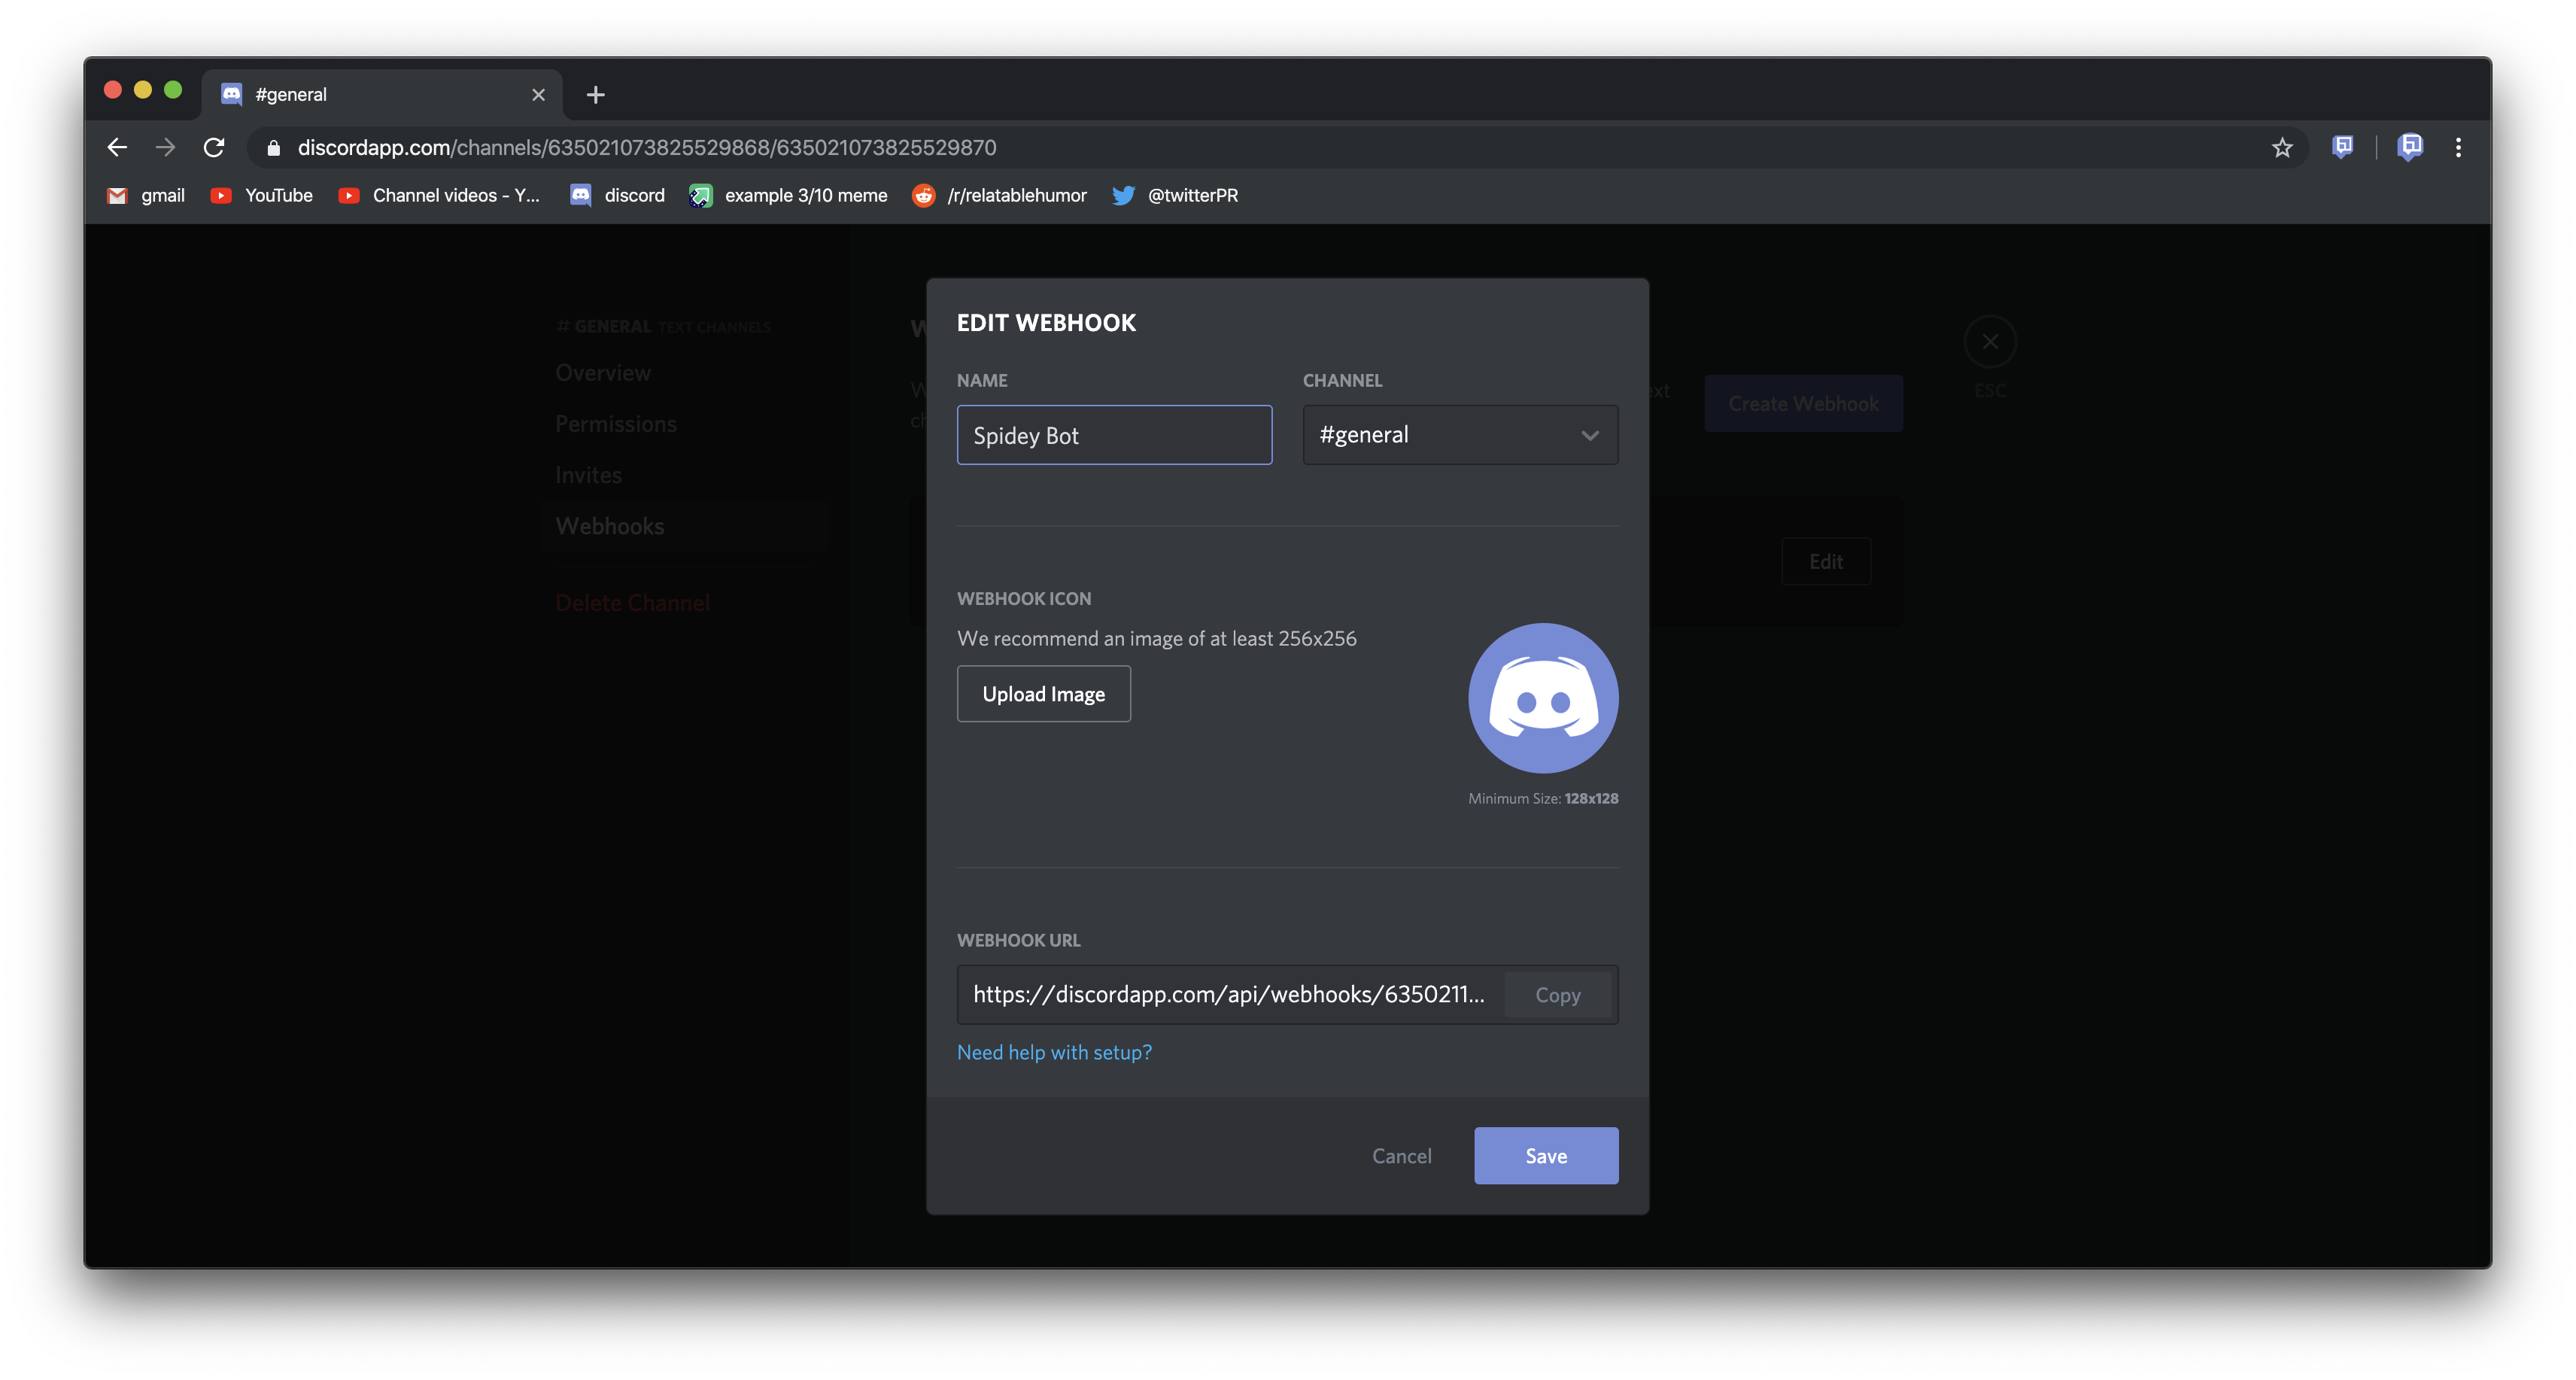 #general
discordapp.com/channels/635021073825529868/635021073825529870
gmail YouTube Channel videos - Y... discord example 3/10 meme /r/relatablehumor @twitterPR
# GENERAL TEXT CHANNELS
Overview
Permissions
Invites
Webhooks
Delete Channel
EDIT WEBHOOK
NAME CHANNEL
Spidey Bot #general
WEBHOOK ICON
We recommend an image of at least 256x256
Upload Image
Minimum Size: 128x128
WEBHOOK URL
https://discordapp.com/api/webhooks/6350211... Copy
Need help with setup?
Cancel Save
Create Webhook
Edit
ESC